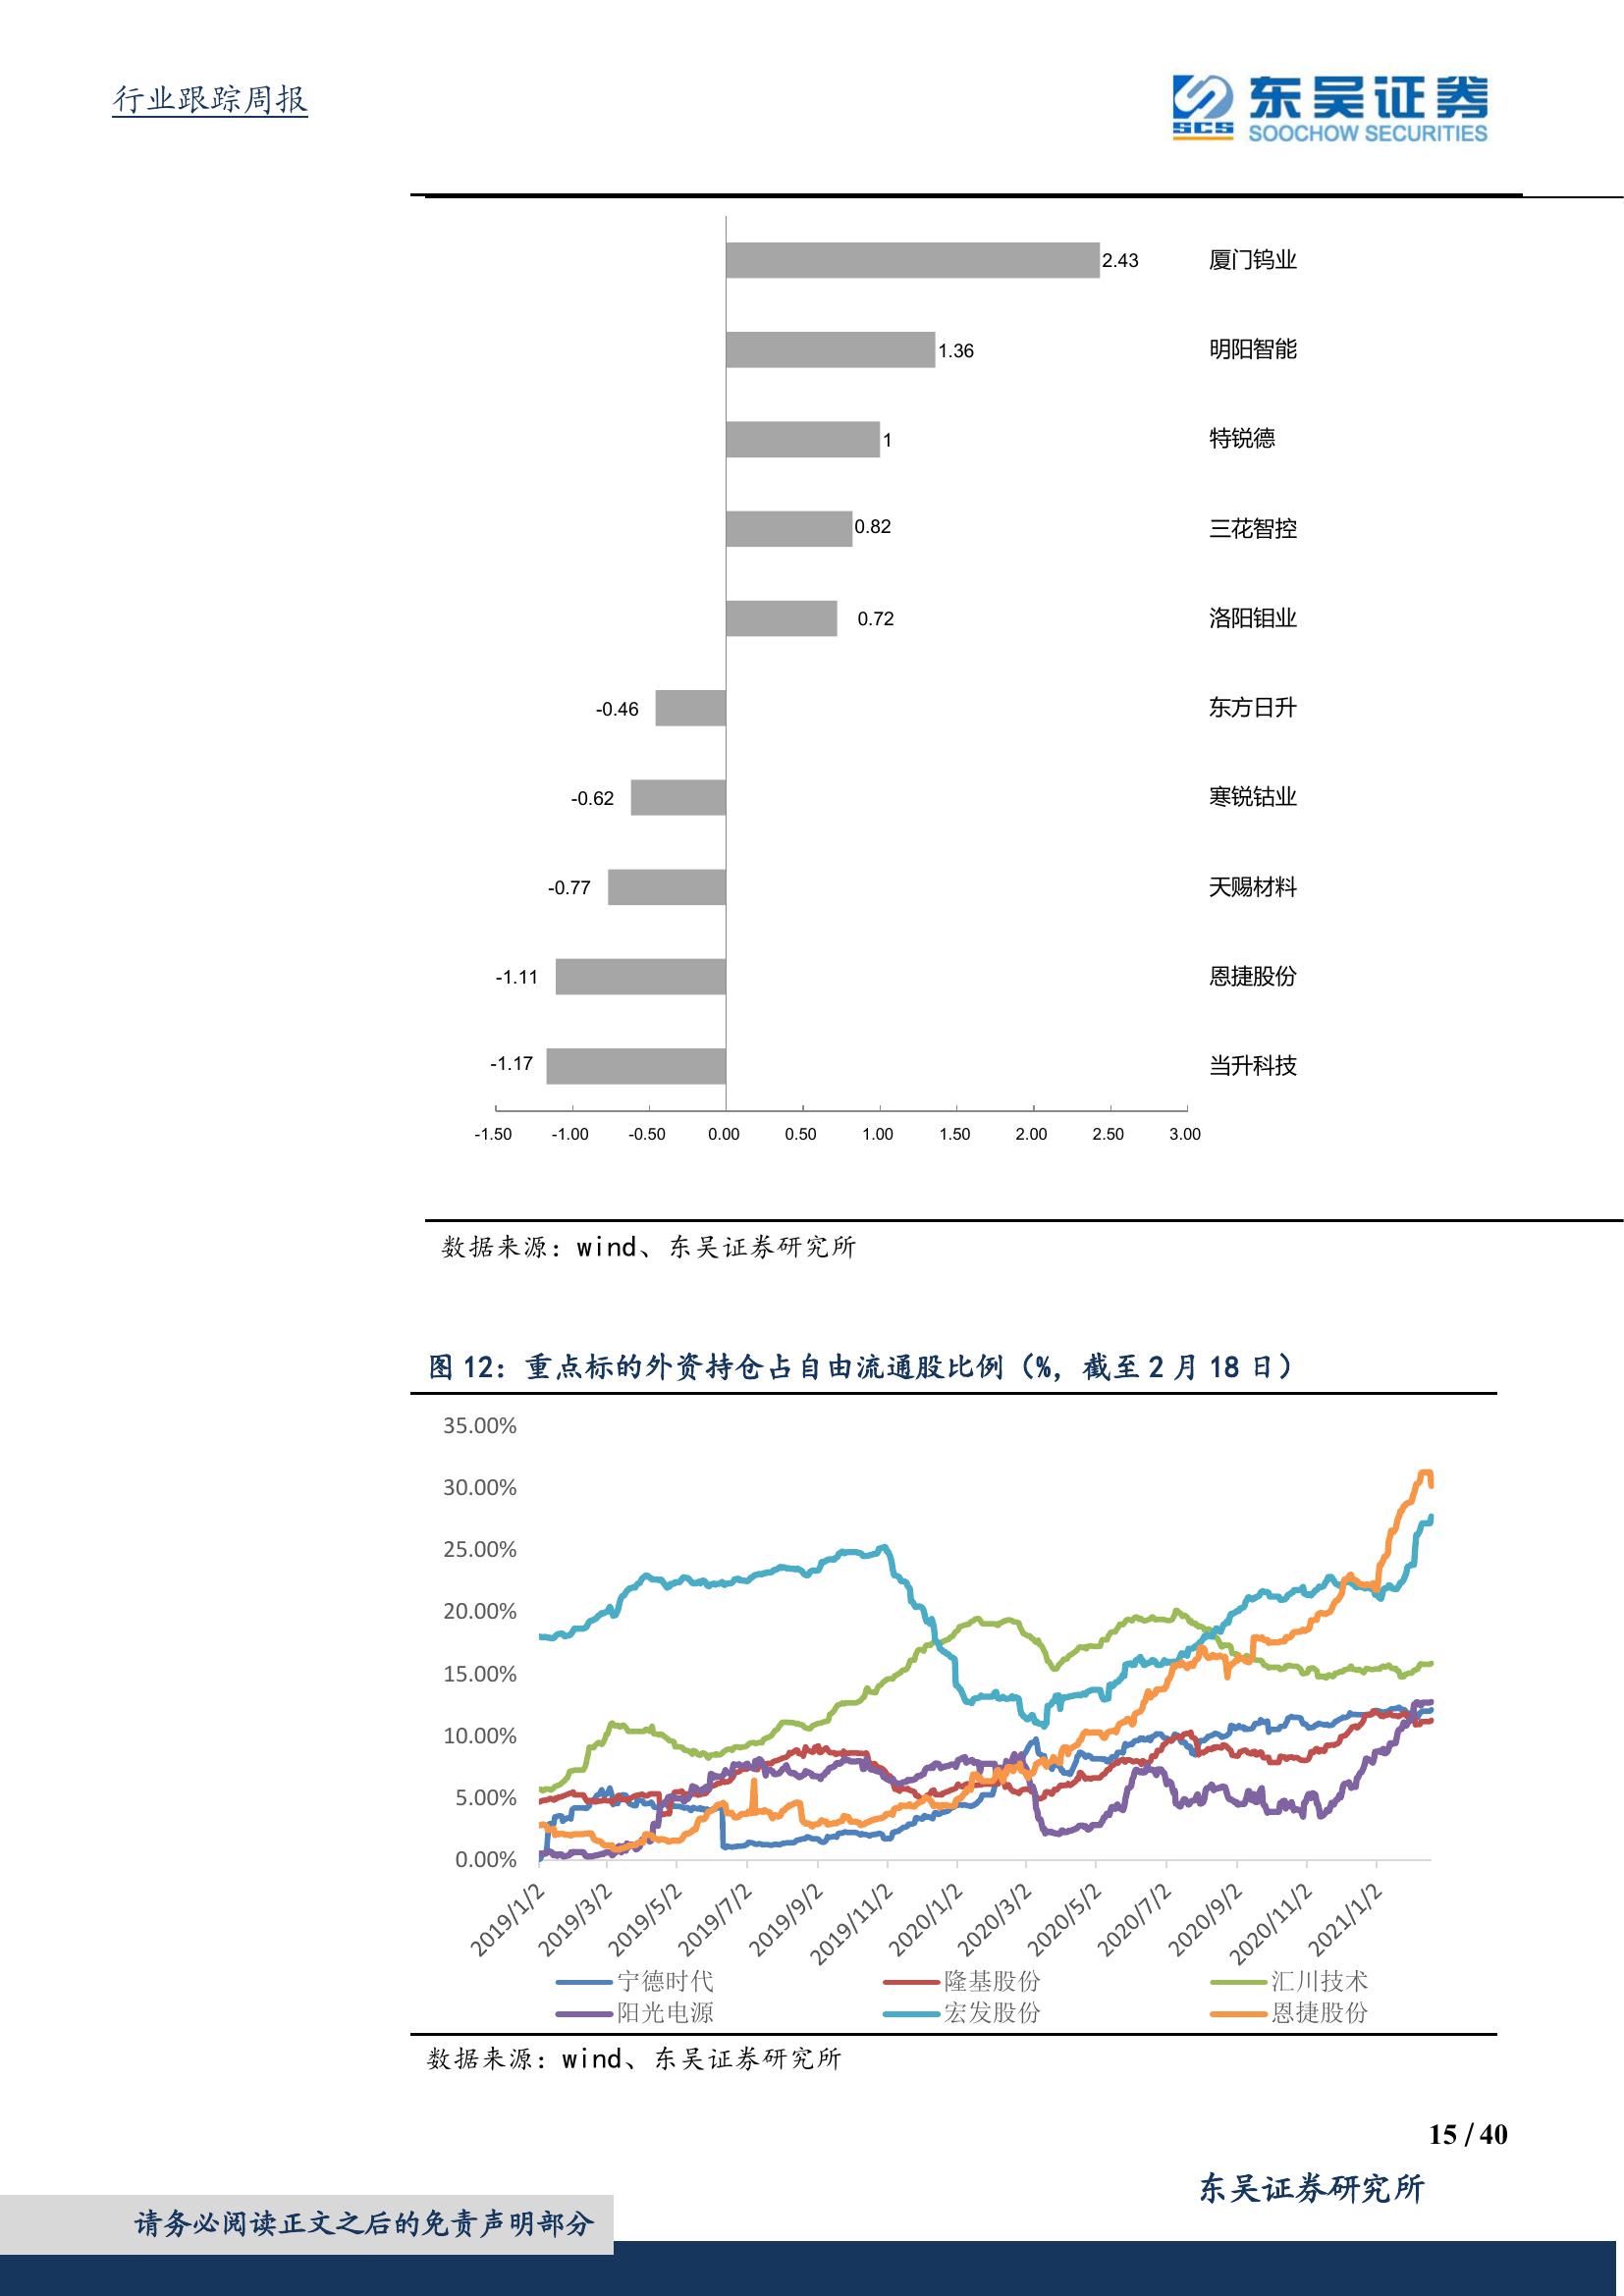 行业跟踪周报
SCS
东吴证券
SOOCHOW SECURITIES
2.43 厦门钨业
1.36 明阳智能
1 特锐德
0.82 三花智控
0.72 洛阳钼业
-0.46 东方日升
-0.62 寒锐钴业
-0.77 天赐材料
-1.11 恩捷股份
-1.17 当升科技
-1.50 -1.00 -0.50 0.00 0.50 1.00 1.50 2.00 2.50 3.00
数据来源：wind、东吴证券研究所
图 12：重点标的外资持仓占自由流通股比例（%，截至 2 月 18 日）
35.00%
30.00%
25.00%
20.00%
15.00%
10.00%
5.00%
0.00%
2019/1/2 2019/3/2 2019/5/2 2019/7/2 2019/9/2 2019/11/2 2020/1/2 2020/3/2 2020/5/2 2020/7/2 2020/9/2 2020/11/2 2021/1/2
宁德时代 隆基股份 汇川技术
阳光电源 宏发股份 恩捷股份
数据来源：wind、东吴证券研究所
15 / 40
东吴证券研究所
请务必阅读正文之后的免责声明部分